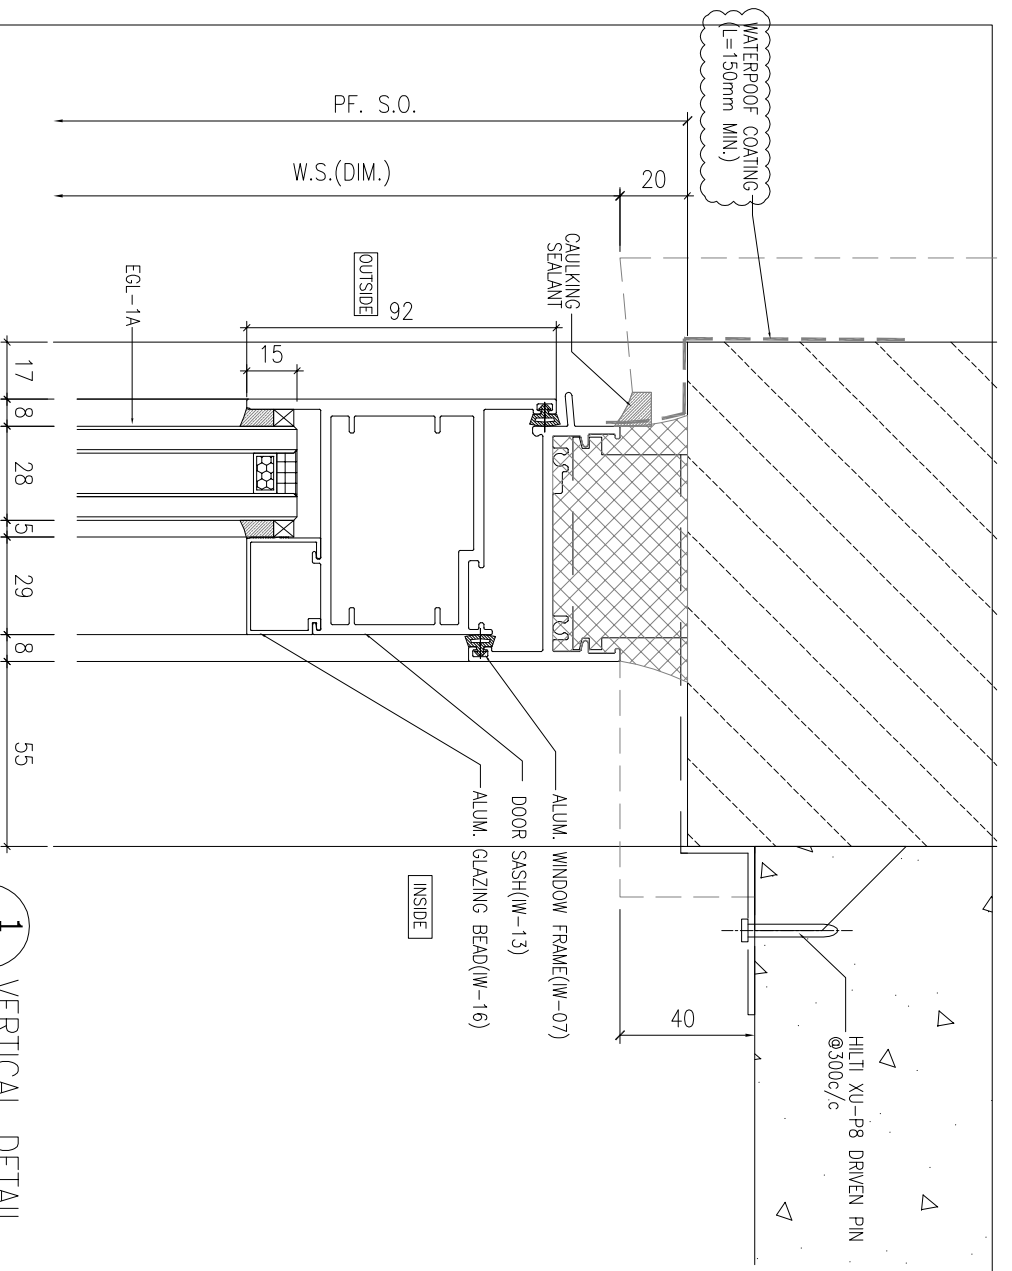 WATERPOOF COATING
(L=150mm MIN.)
PF. S.O.
W.S.(DIM.)
20
CAULKING
SEALANT
OUTSIDE
92
EGL-1A
15
17
8
28
5
29
8
55
ALUM. WINDOW FRAME(IW-07)
DOOR SASH(IW-13)
ALUM. GLAZING BEAD(IW-16)
INSIDE
40
HILTI XU-P8 DRIVEN PIN
@300c/c
1
VERTICAL DETAIL